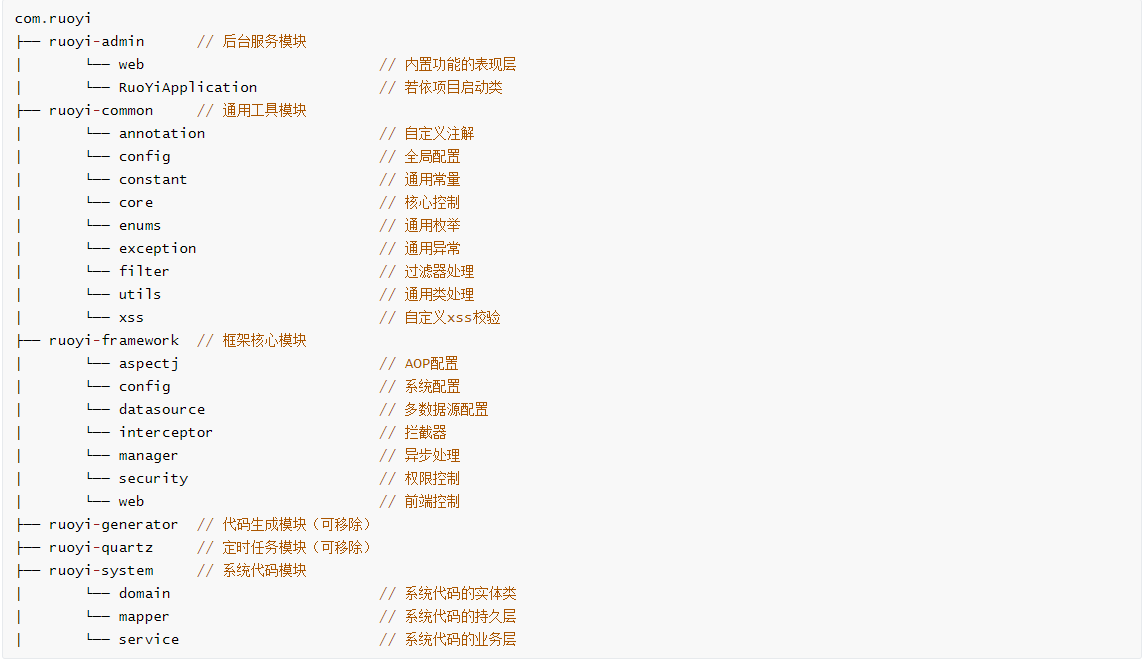 com.ruoyi
├── ruoyi-admin // 后台服务模块
│ └── web // 内置功能的表现层
│ └── RuoYiApplication // 若依项目启动类
├── ruoyi-common // 通用工具模块
│ └── annotation // 自定义注解
│ └── config // 全局配置
│ └── constant // 通用常量
│ └── core // 核心控制
│ └── enums // 通用枚举
│ └── exception // 通用异常
│ └── filter // 过滤器处理
│ └── utils // 通用类处理
│ └── xss // 自定义xss校验
├── ruoyi-framework // 框架核心模块
│ └── aspectj // AOP配置
│ └── config // 系统配置
│ └── datasource // 多数据源配置
│ └── interceptor // 拦截器
│ └── manager // 异步处理
│ └── security // 权限控制
│ └── web // 前端控制
├── ruoyi-generator // 代码生成模块（可移除）
├── ruoyi-quartz // 定时任务模块（可移除）
├── ruoyi-system // 系统代码模块
│ └── domain // 系统代码的实体类
│ └── mapper // 系统代码的持久层
│ └── service // 系统代码的业务层